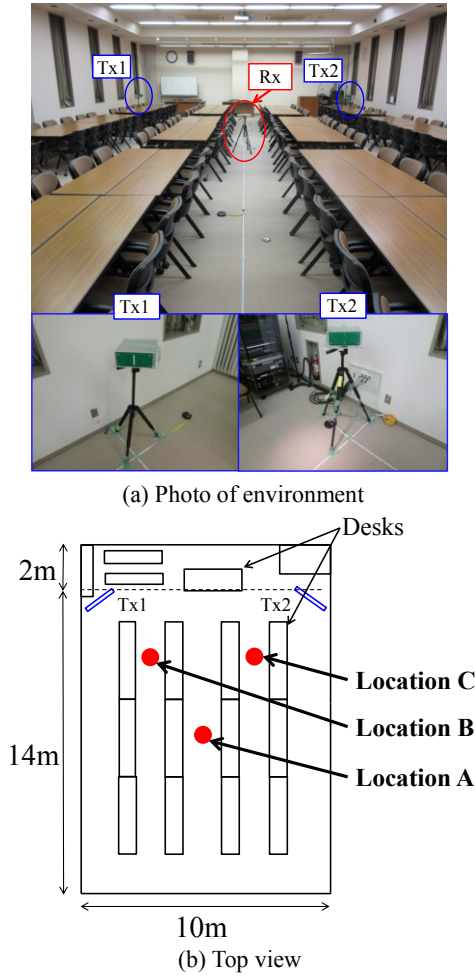 Tx1
Rx
Tx2
Tx1
Tx2
(a) Photo of environment
Desks
2m
Tx1
Tx2
Location C
Location B
14m
Location A
10m
(b) Top view